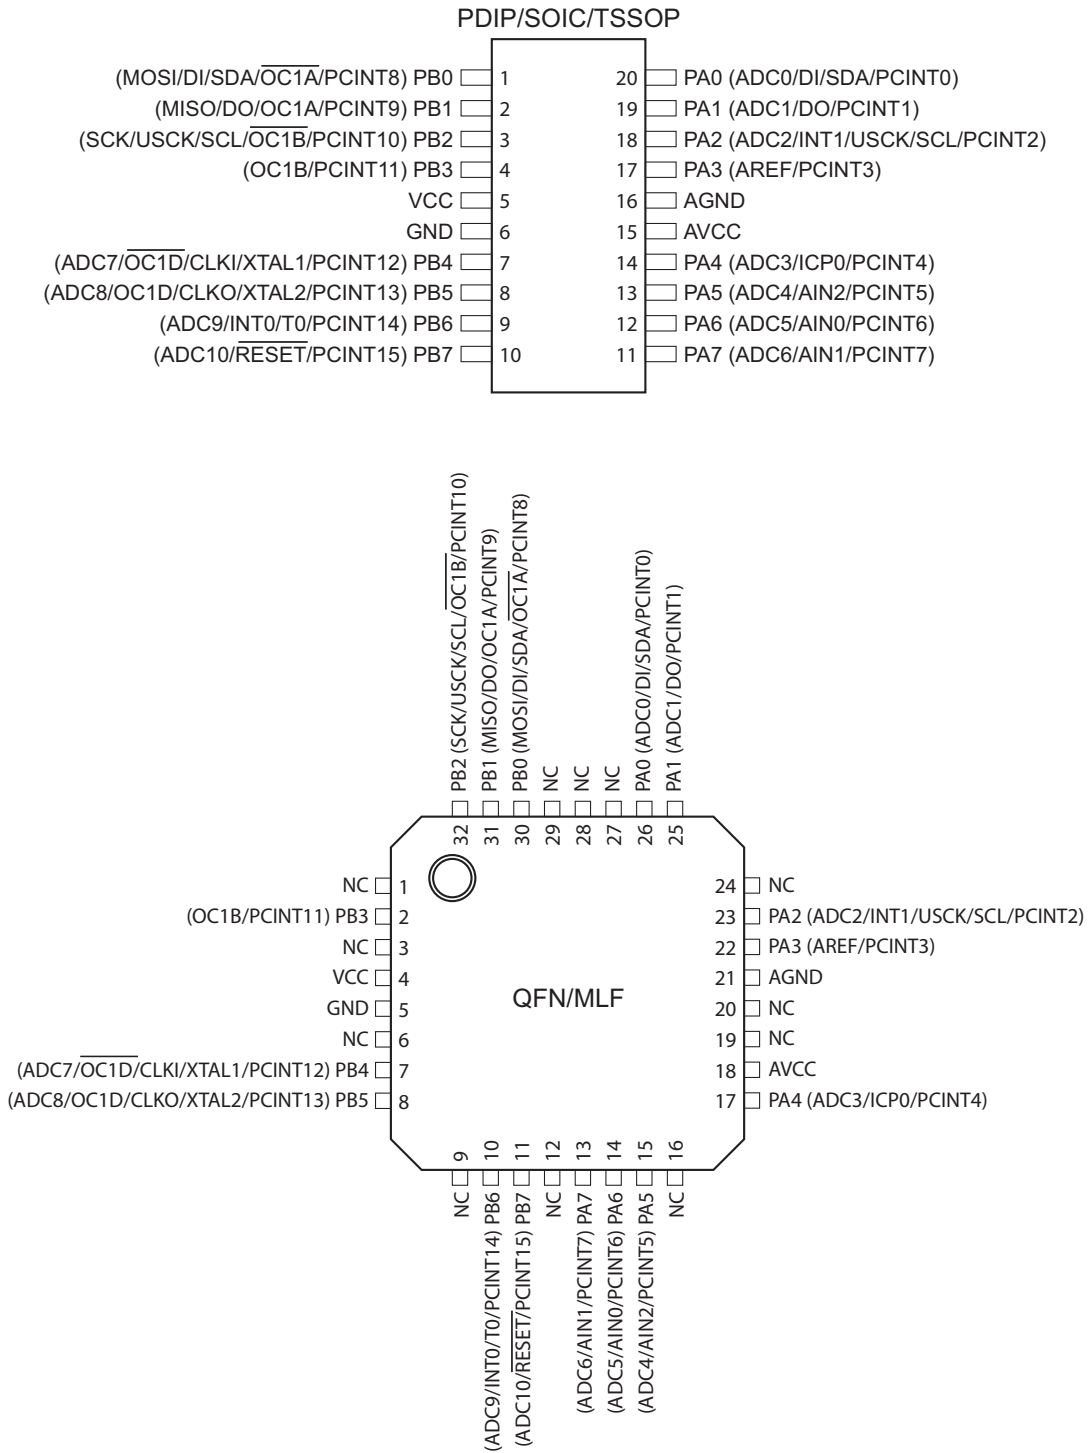 PDIP/SOIC/TSSOP
(MOSI/DI/SDA/OC1A/PCINT8) PB0 1 20 PA0 (ADC0/DI/SDA/PCINT0)
(MISO/DO/OC1A/PCINT9) PB1 2 19 PA1 (ADC1/DO/PCINT1)
(SCK/USCK/SCL/OC1B/PCINT10) PB2 3 18 PA2 (ADC2/INT1/USCK/SCL/PCINT2)
(OC1B/PCINT11) PB3 4 17 PA3 (AREF/PCINT3)
VCC 5 16 AGND
GND 6 15 AVCC
(ADC7/OC1D/CLKI/XTAL1/PCINT12) PB4 7 14 PA4 (ADC3/ICP0/PCINT4)
(ADC8/OC1D/CLKO/XTAL2/PCINT13) PB5 8 13 PA5 (ADC4/AIN2/PCINT5)
(ADC9/INT0/T0/PCINT14) PB6 9 12 PA6 (ADC5/AIN0/PCINT6)
(ADC10/RESET/PCINT15) PB7 10 11 PA7 (ADC6/AIN1/PCINT7)
32 PB2 (SCK/USCK/SCL/OC1B/PCINT10)
31 PB1 (MISO/DO/OC1A/PCINT9)
30 PB0 (MOSI/DI/SDA/OC1A/PCINT8)
29 NC
28 NC
27 NC
26 PA0 (ADC0/DI/SDA/PCINT0)
25 PA1 (ADC1/DO/PCINT1)
NC 1 24 NC
(OC1B/PCINT11) PB3 2 23 PA2 (ADC2/INT1/USCK/SCL/PCINT2)
NC 3 22 PA3 (AREF/PCINT3)
VCC 4 21 AGND
QFN/MLF
GND 5 20 NC
NC 6 19 NC
(ADC7/OC1D/CLKI/XTAL1/PCINT12) PB4 7 18 AVCC
(ADC8/OC1D/CLKO/XTAL2/PCINT13) PB5 8 17 PA4 (ADC3/ICP0/PCINT4)
NC 9
(ADC9/INT0/T0/PCINT14) PB6 10
(ADC10/RESET/PCINT15) PB7 11
NC 12
(ADC6/AIN1/PCINT7) PA7 13
(ADC5/AIN0/PCINT6) PA6 14
(ADC4/AIN2/PCINT5) PA5 15
NC 16